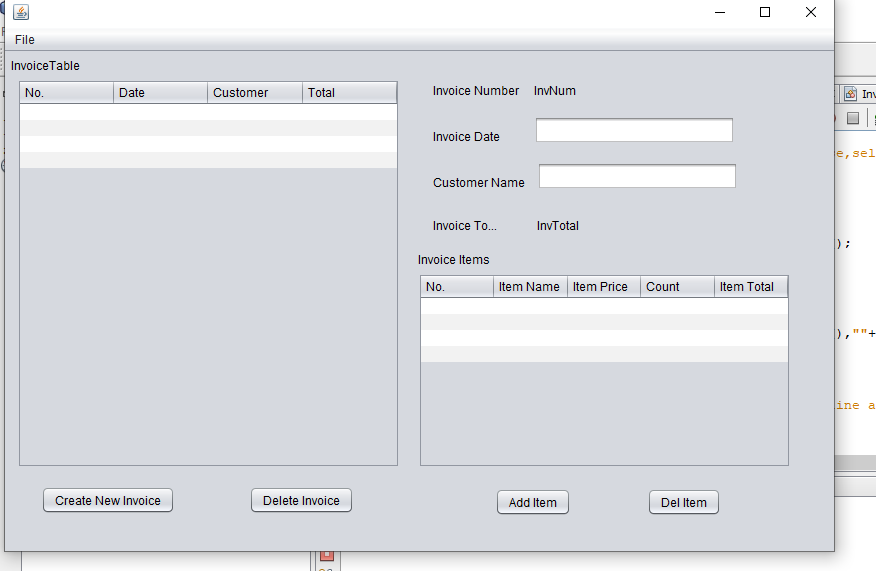 File
InvoiceTable
No. Date Customer Total
Invoice Number InvNum
Invoice Date
Customer Name
Invoice To... InvTotal
Invoice Items
No. Item Name Item Price Count Item Total
Create New Invoice Delete Invoice
Add Item Del Item
Inv
e,sel
);
),""+
ine a